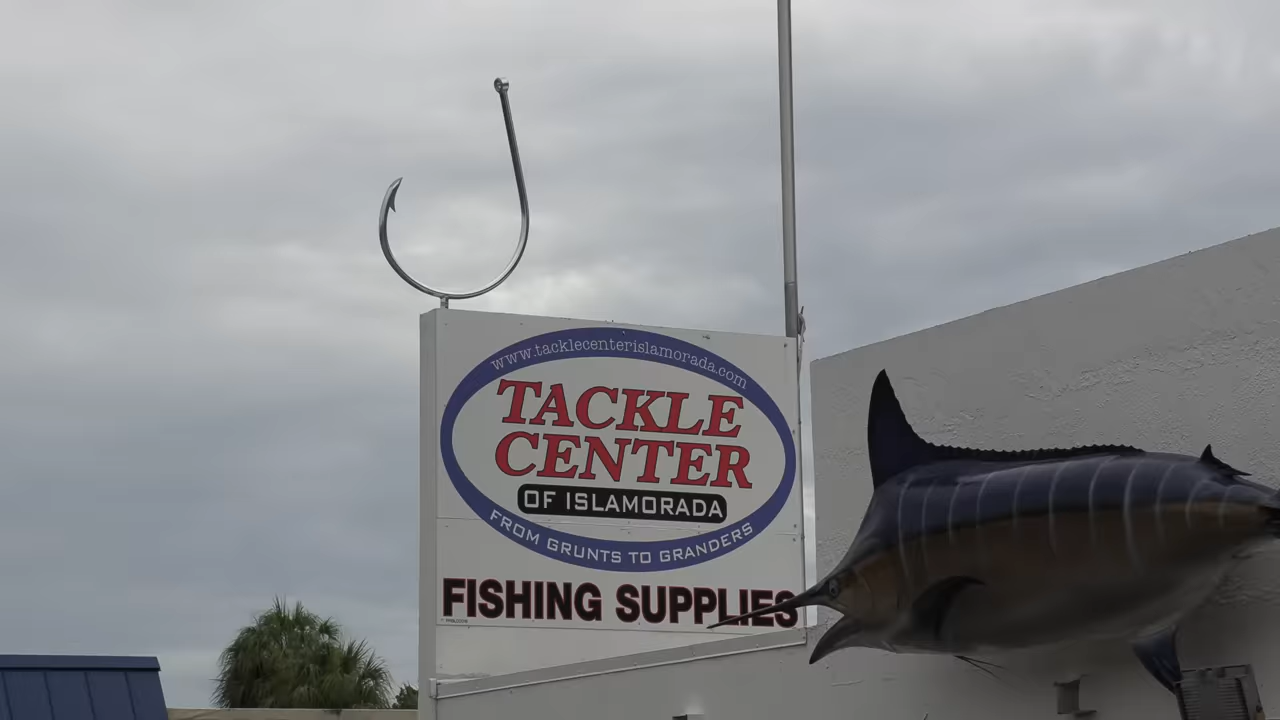 www.tacklecenterislamorada.com
TACKLE
CENTER
OF ISLAMORADA
FROM GRUNTS TO GRANDERS
FISHING SUPPLIES